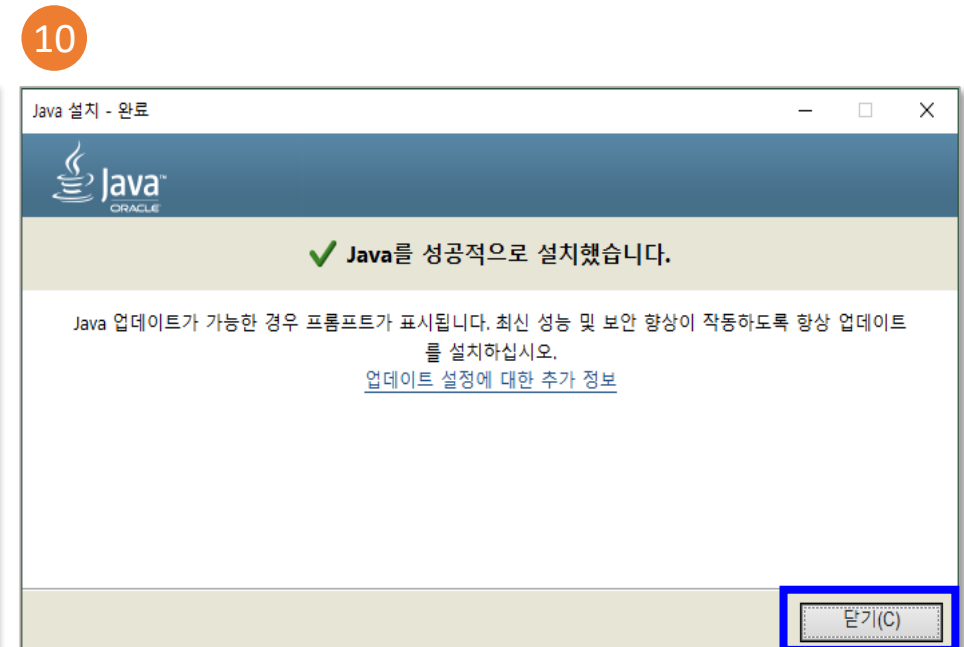 10
Java 설치 - 완료
Java™
ORACLE
Java를 성공적으로 설치했습니다.
Java 업데이트가 가능한 경우 프롬프트가 표시됩니다. 최신 성능 및 보안 향상이 작동하도록 항상 업데이트
를 설치하십시오.
업데이트 설정에 대한 추가 정보
닫기(C)